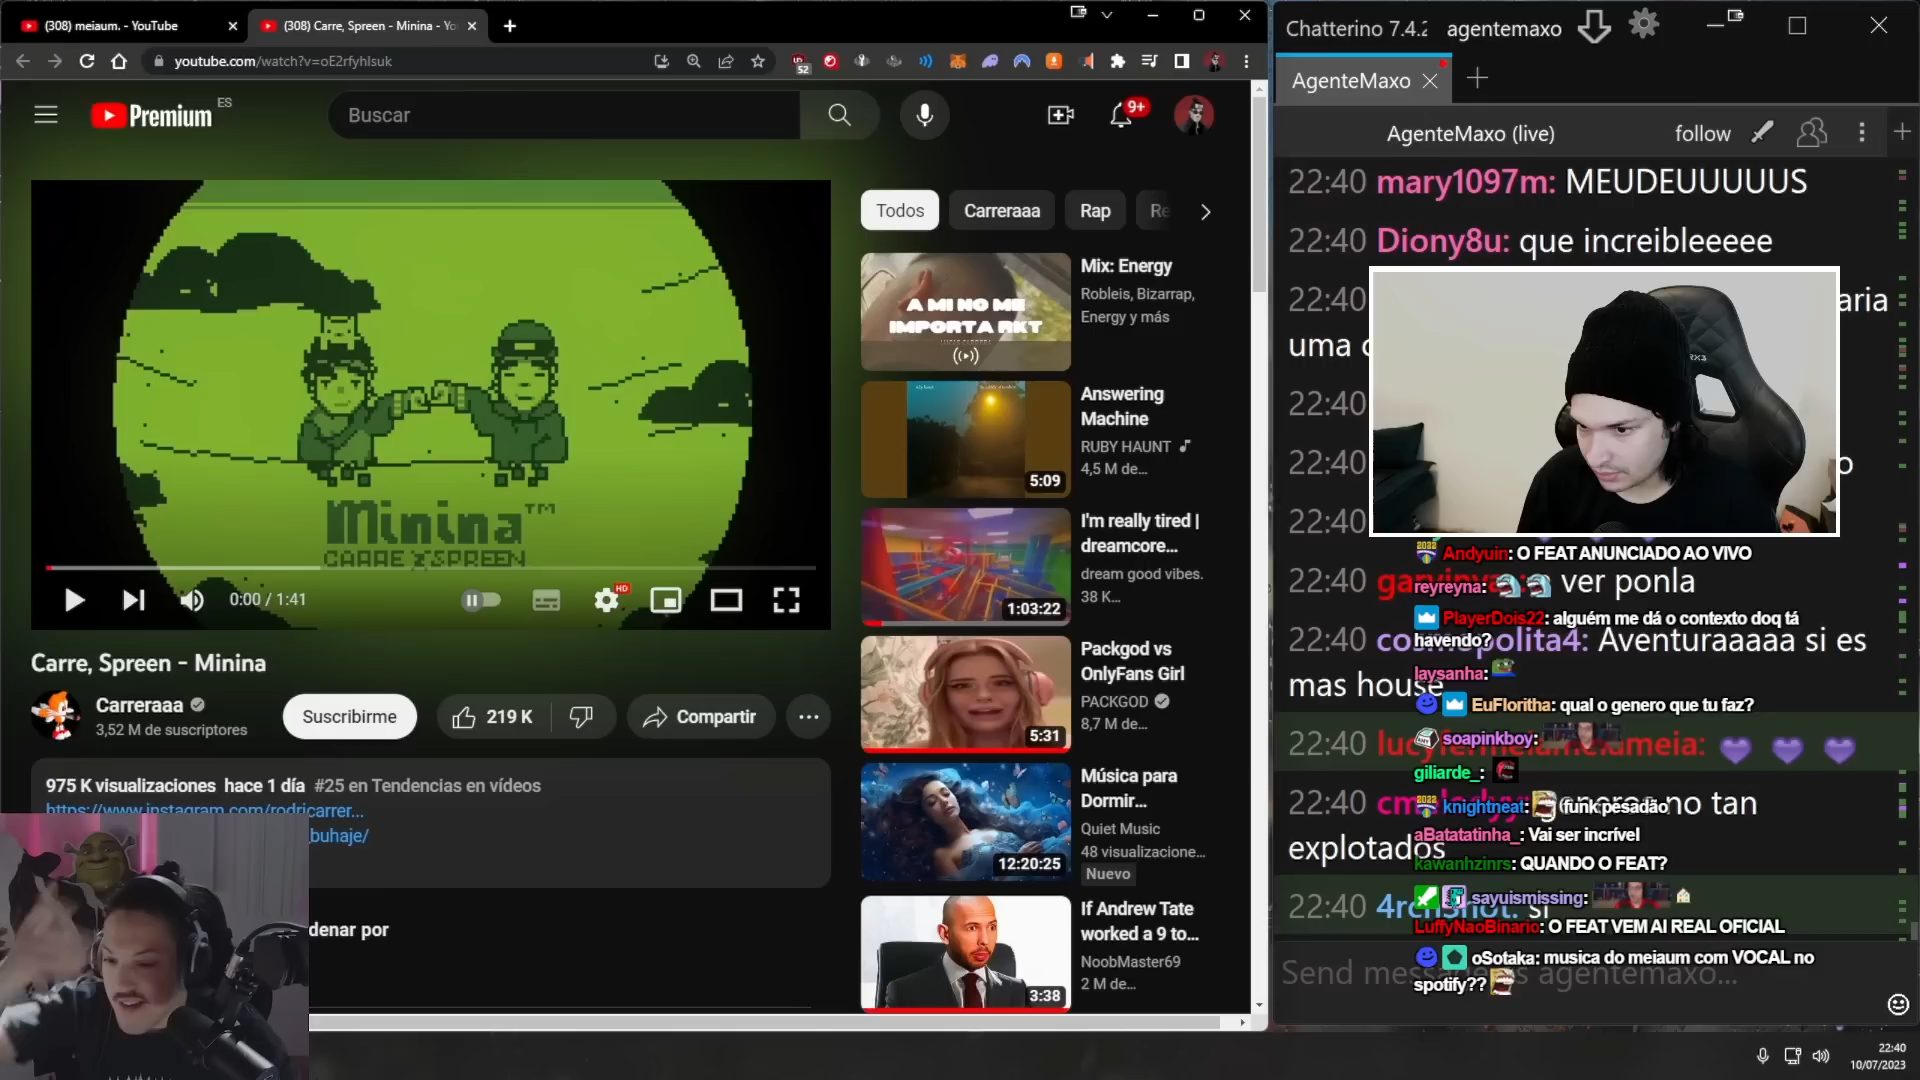 (308) meiaum. - YouTube
(308) Carre, Spreen - Minina - Yo
youtube.com/watch?v=oE2rfyhlsuk
52
Premium ES
Buscar
9+
Todos
Carreraaa
Rap
Re
Minina™
CARRE X SPREEN
0:00 / 1:41
HD
Carre, Spreen - Minina
Carreraaa
3,52 M de suscriptores
Suscribirme
219 K
Compartir
975 K visualizaciones hace 1 día #25 en Tendencias en vídeos
https://www.instagram.com/rodricarrer...
buhaje/
denar por
A MI NO ME
IMPORTA RKT
Mix: Energy
Robleis, Bizarrap,
Energy y más
5:09
Answering
Machine
RUBY HAUNT
4,5 M de...
1:03:22
I'm really tired |
dreamcore...
dream good vibes.
38 K...
5:31
Packgod vs
OnlyFans Girl
PACKGOD
8,7 M de...
12:20:25
Música para
Dormir...
Quiet Music
48 visualizacione...
Nuevo
3:38
If Andrew Tate
worked a 9 to...
NoobMaster69
2 M de...
Chatterino 7.4.2
agentemaxo
AgenteMaxo
AgenteMaxo (live)
follow
22:40 mary1097m: MEUDEUUUUUS
22:40 Diony8u: que increibleeeee
22:40 aria
uma
22:40
22:40 o
22:40
Andyuin: O FEAT ANUNCIADO AO VIVO
22:40 ver ponla
reyreyna:
PlayerDois22: alguém me dá o contexto doq tá
havendo?
22:40 cosmopolita4: Aventuraaaaa si es
mas house
laysanha:
EuFloritha: qual o genero que tu faz?
22:40
soapinkboy:
giliarde_:
22:40 generos no tan
explotados
knightneat: funk pesadão
aBatatatinha_: Vai ser incrível
kawanhzinrs: QUANDO O FEAT?
22:40 4rch3hot: si
sayuismissing:
LuffyNaoBinario: O FEAT VEM AI REAL OFICIAL
oSotaka: musica do meiaum com VOCAL no
spotify??
Send message as agentemaxo...
22:40
10/07/2023